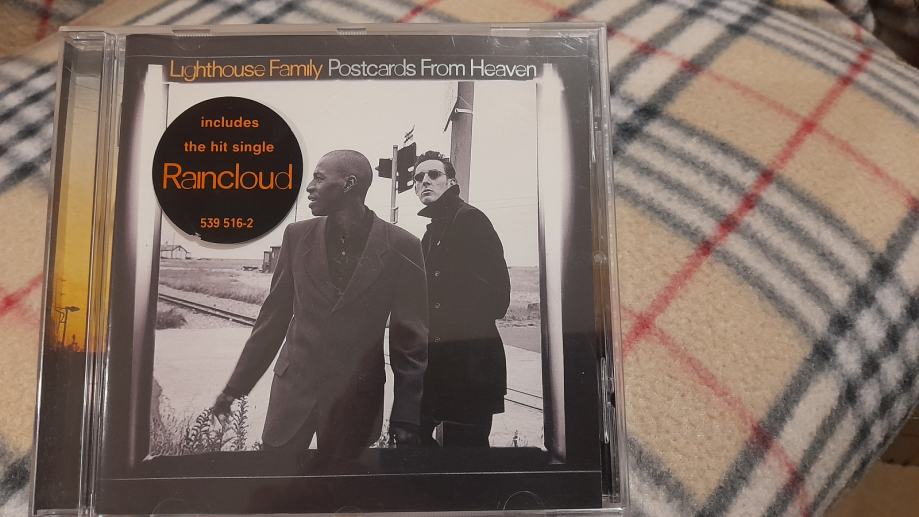 Lighthouse Family Postcards From Heaven
includes
the hit single
Raincloud
539 516-2